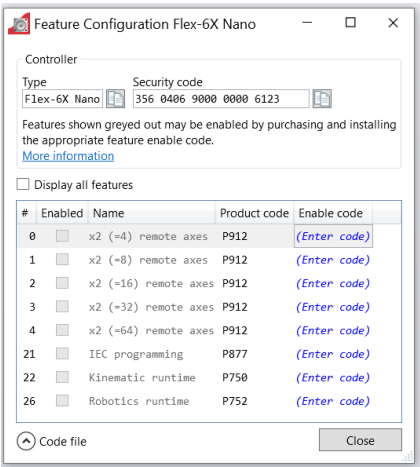 Feature Configuration Flex-6X Nano
Controller
Type Security code
Flex-6X Nano 356 0406 9000 0000 6123
Features shown greyed out may be enabled by purchasing and installing
the appropriate feature enable code.
More information
Display all features
# Enabled Name Product code Enable code
0 x2 (=4) remote axes P912 (Enter code)
1 x2 (=8) remote axes P912 (Enter code)
2 x2 (=16) remote axes P912 (Enter code)
3 x2 (=32) remote axes P912 (Enter code)
4 x2 (=64) remote axes P912 (Enter code)
21 IEC programming P877 (Enter code)
22 Kinematic runtime P750 (Enter code)
26 Robotics runtime P752 (Enter code)
Code file Close